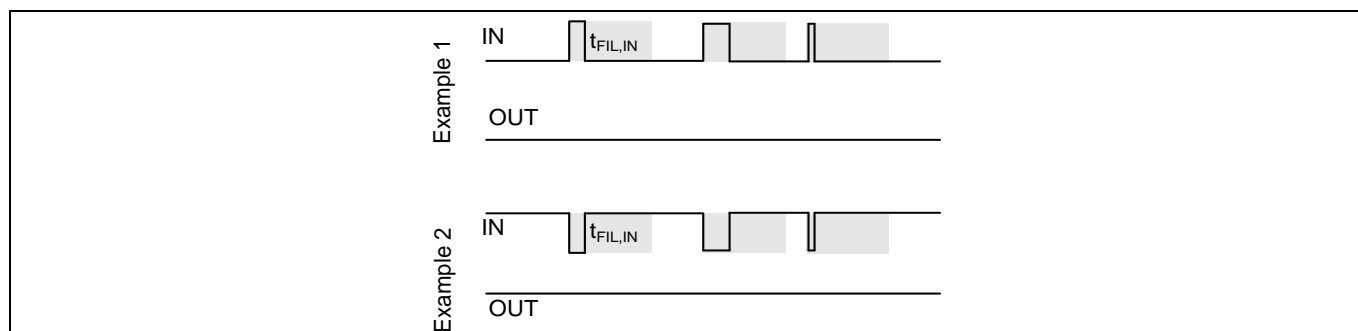 Example 1
IN
tFIL,IN
OUT
Example 2
IN
tFIL,IN
OUT